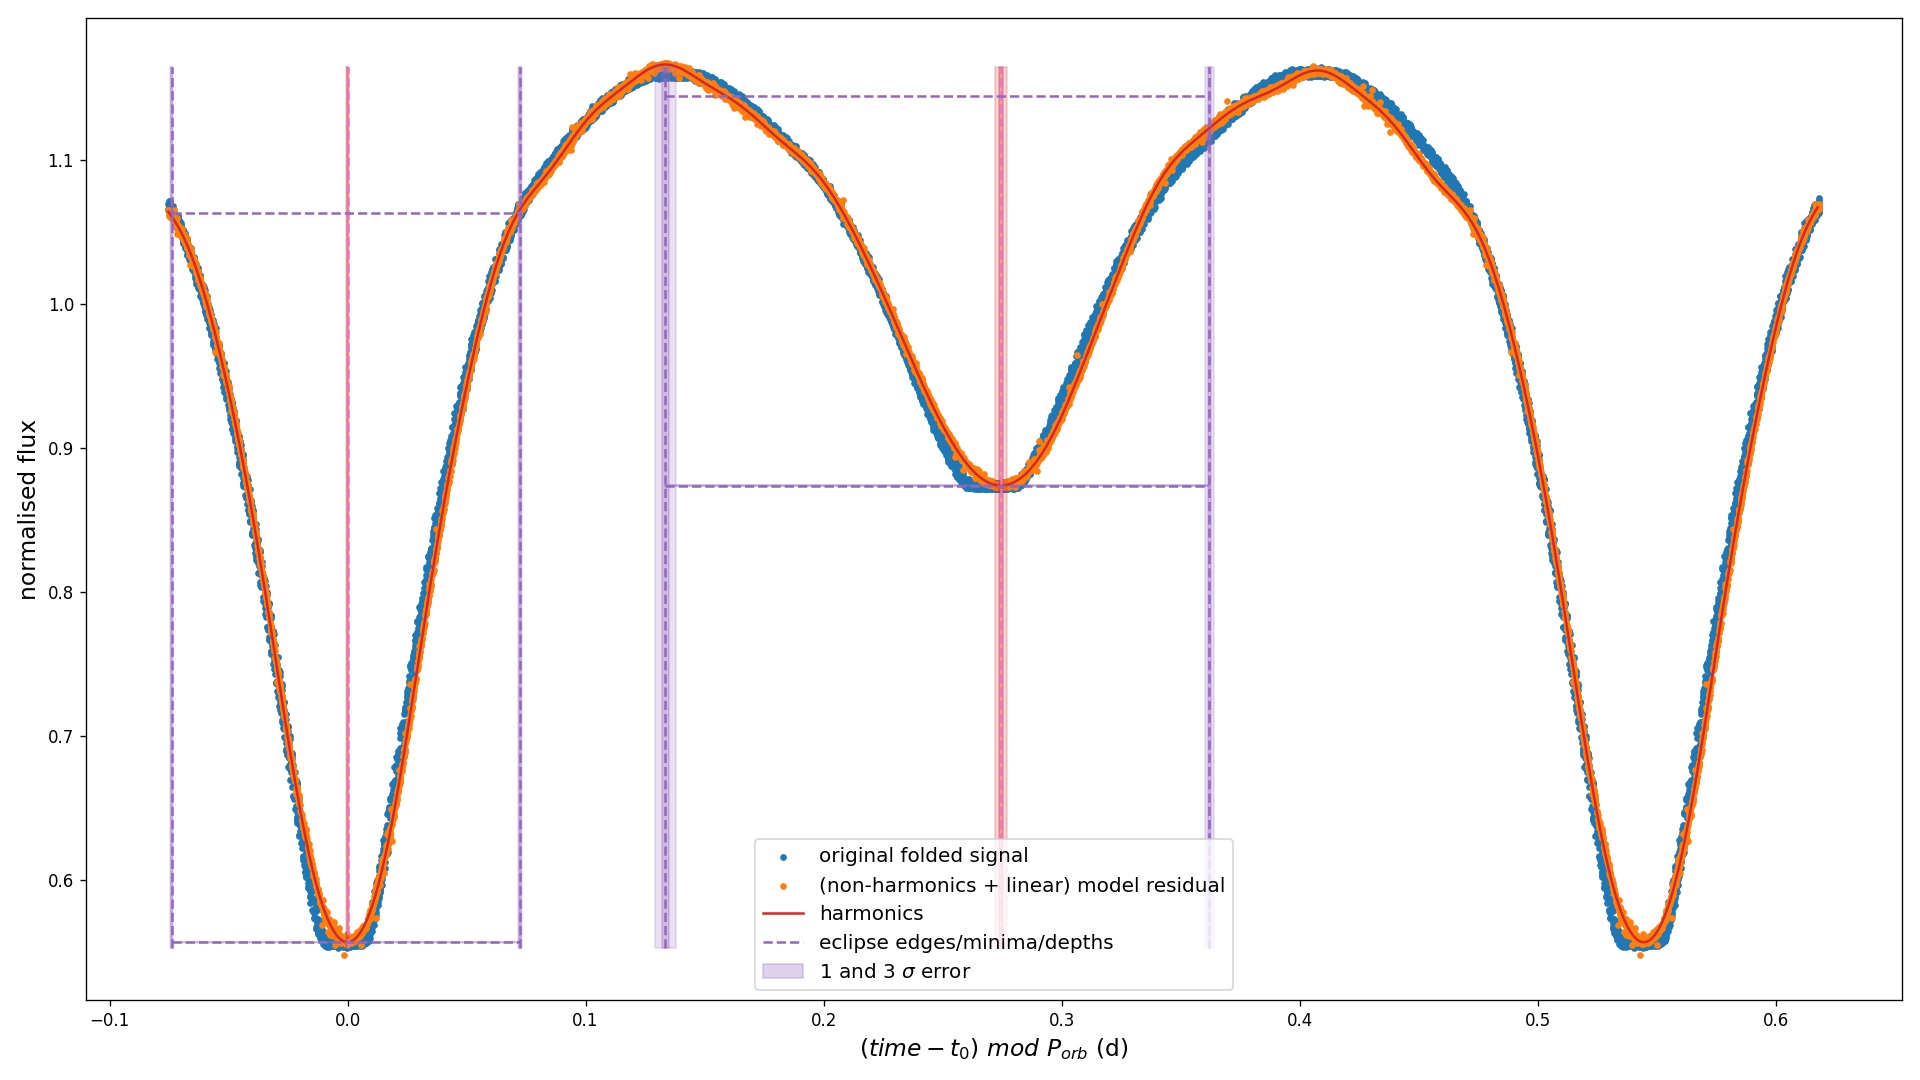 normalised flux
1.1
1.0
0.9
0.8
0.7
0.6
−0.1
0.0
0.1
0.2
0.3
0.4
0.5
0.6
(time − t₀) mod P_orb (d)
original folded signal
(non-harmonics + linear) model residual
harmonics
eclipse edges/minima/depths
1 and 3 σ error